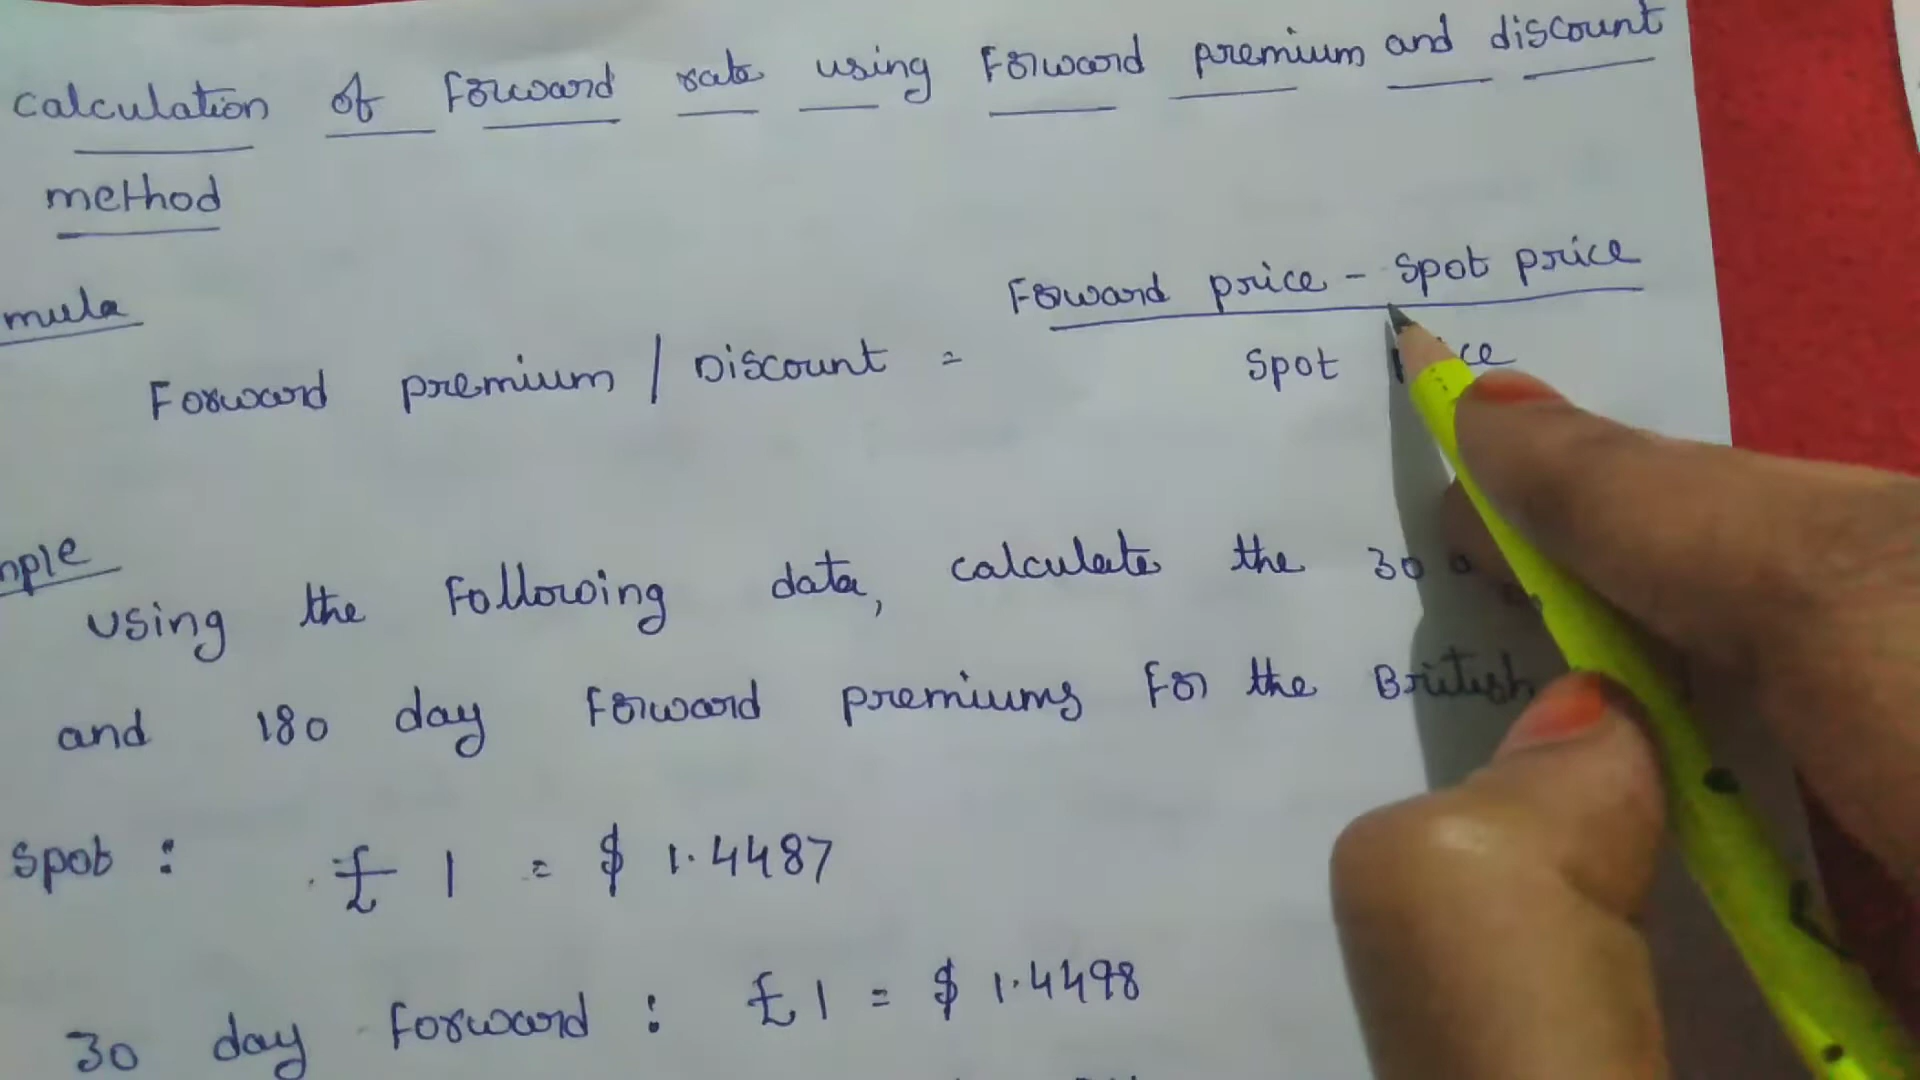 calculation of Forward rate using Forward premium and discount
method
mula
Forward premium / Discount = Forward price - Spot price
Spot
mple
using the following data, calculate the 30
and 180 day forward premiums for the British
Spot : £ 1 = $ 1.4487
30 day forward : £1 = $ 1.4498